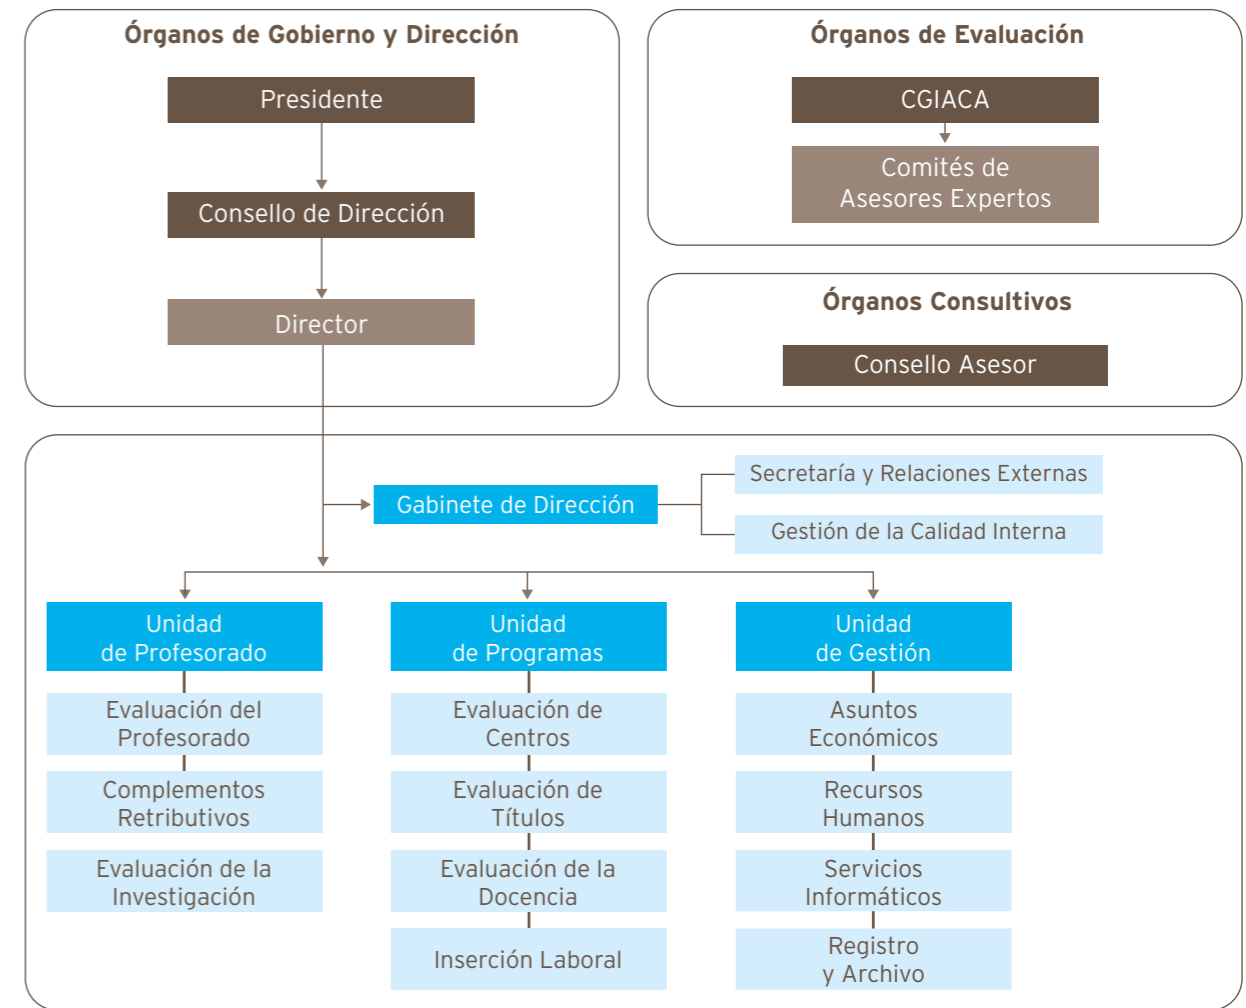 Órganos de Gobierno y Dirección
Presidente
Consello de Dirección
Director
Órganos de Evaluación
CGIACA
Comités de
Asesores Expertos
Órganos Consultivos
Consello Asesor
Gabinete de Dirección
Secretaría y Relaciones Externas
Gestión de la Calidad Interna
Unidad
de Profesorado
Evaluación del
Profesorado
Complementos
Retributivos
Evaluación de la
Investigación
Unidad
de Programas
Evaluación de
Centros
Evaluación de
Títulos
Evaluación de la
Docencia
Inserción Laboral
Unidad
de Gestión
Asuntos
Económicos
Recursos
Humanos
Servicios
Informáticos
Registro
y Archivo